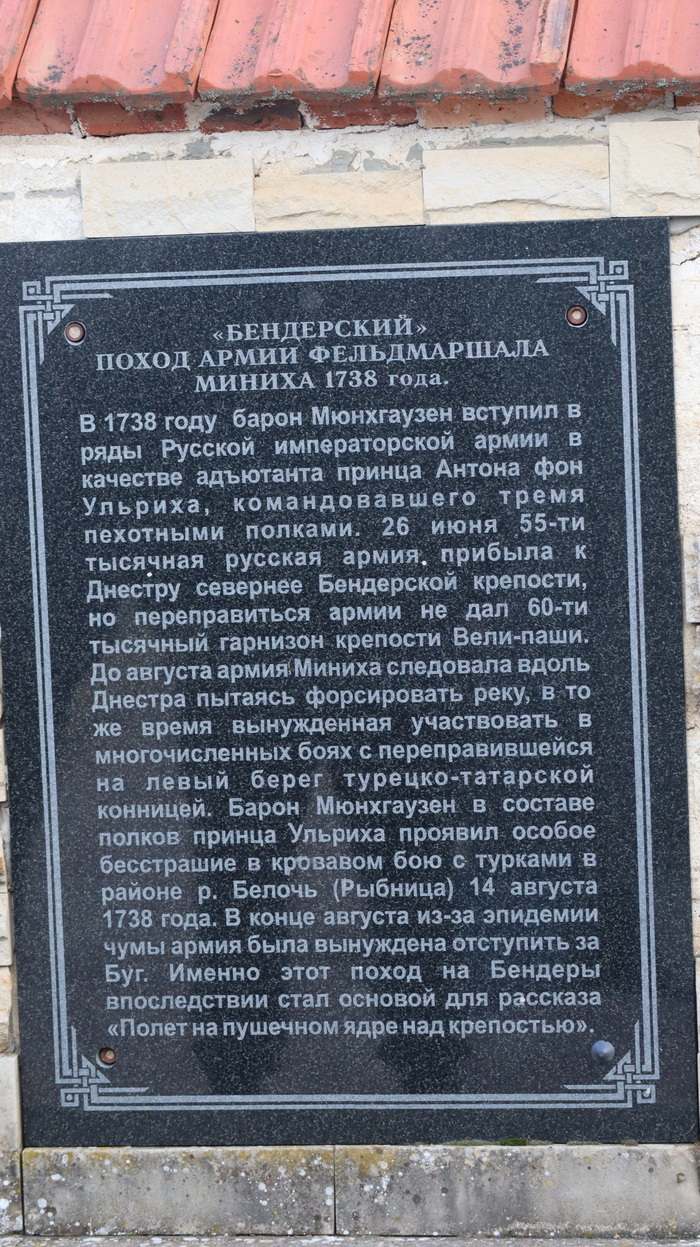 «БЕНДЕРСКИЙ»
ПОХОД АРМИИ ФЕЛЬДМАРШАЛА
МИНИХА 1738 года.
В 1738 году барон Мюнхгаузен вступил в
ряды Русской императорской армии в
качестве адъютанта принца Антона фон
Ульриха, командовавшего тремя
пехотными полками. 26 июня 55-ти
тысячная русская армия прибыла к
Днестру севернее Бендерской крепости,
но переправиться армии не дал 60-ти
тысячный гарнизон крепости Вели-паши.
До августа армия Миниха следовала вдоль
Днестра пытаясь форсировать реку, в то
же время вынужденная участвовать в
многочисленных боях с переправившейся
на левый берег турецко-татарской
конницей. Барон Мюнхгаузен в составе
полков принца Ульриха проявил особое
бесстрашие в кровавом бою с турками в
районе р. Белочь (Рыбница) 14 августа
1738 года. В конце августа из-за эпидемии
чумы армия была вынуждена отступить за
Буг. Именно этот поход на Бендеры
впоследствии стал основой для рассказа
«Полет на пушечном ядре над крепостью».